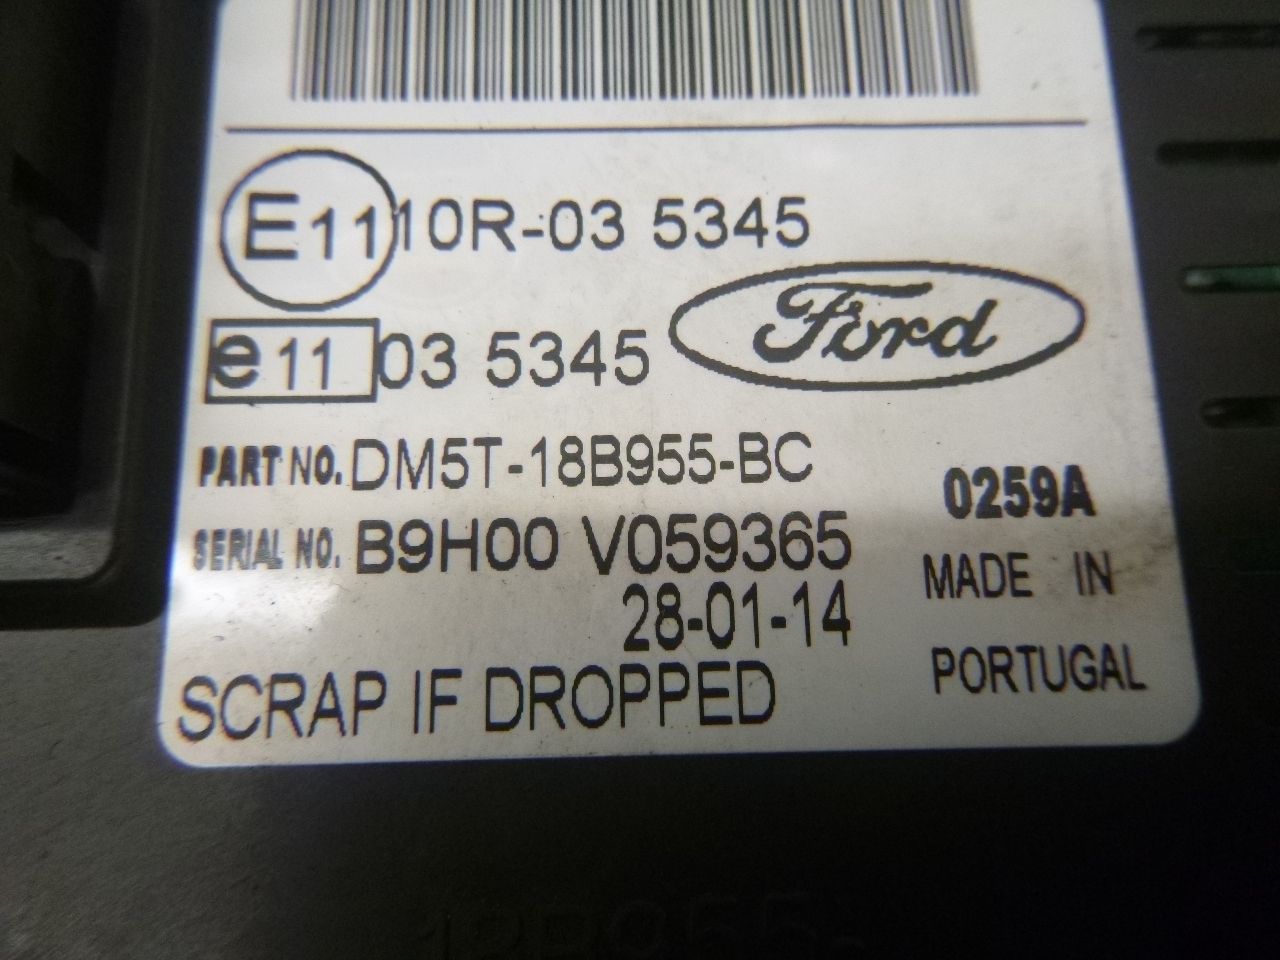 E11 10R-03 5345
e11 03 5345
Ford
PART NO. DM5T-18B955-BC
0259A
SERIAL NO. B9H00 V059365
MADE IN
28-01-14
PORTUGAL
SCRAP IF DROPPED